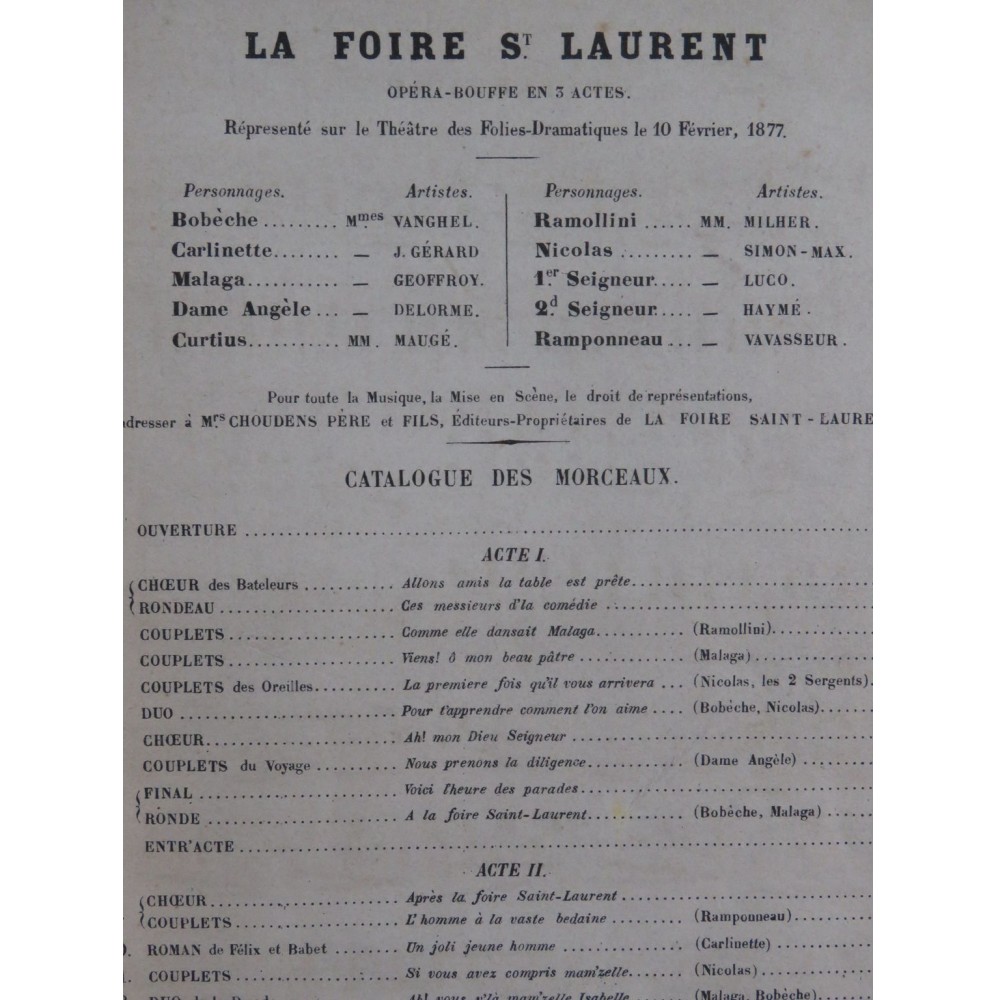 LA FOIRE ST. LAURENT
OPÉRA-BOUFFE EN 3 ACTES.
Répresenté sur le Théâtre des Folies-Dramatiques le 10 Février, 1877.
Personnages. Artistes.
Bobèche ......... Mmes VANGHEL.
Carlinette........ — J. GÉRARD
Malaga........... — GEOFFROY.
Dame Angèle ... — DELORME.
Curtius.......... MM. MAUGÉ.
Personnages. Artistes.
Ramollini ...... MM. MILHER.
Nicolas ......... — SIMON-MAX.
1er Seigneur..... — LUCO.
2d. Seigneur..... — HAYMÉ.
Ramponneau ... — VAVASSEUR.
Pour toute la Musique, la Mise en Scène, le droit de représentations,
adresser à Mrs CHOUDENS PÈRE et FILS, Éditeurs-Propriétaires de LA FOIRE SAINT-LAURE
CATALOGUE DES MORCEAUX.
OUVERTURE ..........
ACTE I.
CHŒUR des Bateleurs .......... Allons amis la table est prête..........
RONDEAU .......... Ces messieurs d'la comédie ..........
COUPLETS .......... Comme elle dansait Malaga.......... (Ramollini)..........
COUPLETS .......... Viens! ô mon beau pâtre .......... (Malaga) ..........
COUPLETS des Oreilles.......... La premiere fois qu'il vous arrivera ... (Nicolas, les 2 Sergents).
DUO .......... Pour t'apprendre comment l'on aime .... (Bobèche, Nicolas)......
CHŒUR.......... Ah! mon Dieu Seigneur ..........
COUPLETS du Voyage .......... Nous prenons la diligence.......... (Dame Angèle) ..........
FINAL .......... Voici l'heure des parades..........
RONDE .......... A la foire Saint-Laurent.......... (Bobèche, Malaga) ......
ENTR'ACTE ..........
ACTE II.
CHŒUR .......... Après la foire Saint-Laurent ..........
COUPLETS.......... L'homme à la vaste bedaine ......... (Ramponneau)..........
ROMAN de Félix et Babet ....... Un joli jeune homme .......... (Carlinette) ..........
COUPLETS .......... Si vous avez compris mam'zelle....... (Nicolas) ..........
Ah! vous v'là mam'zelle Isabelle (Malaga, Bobèche).